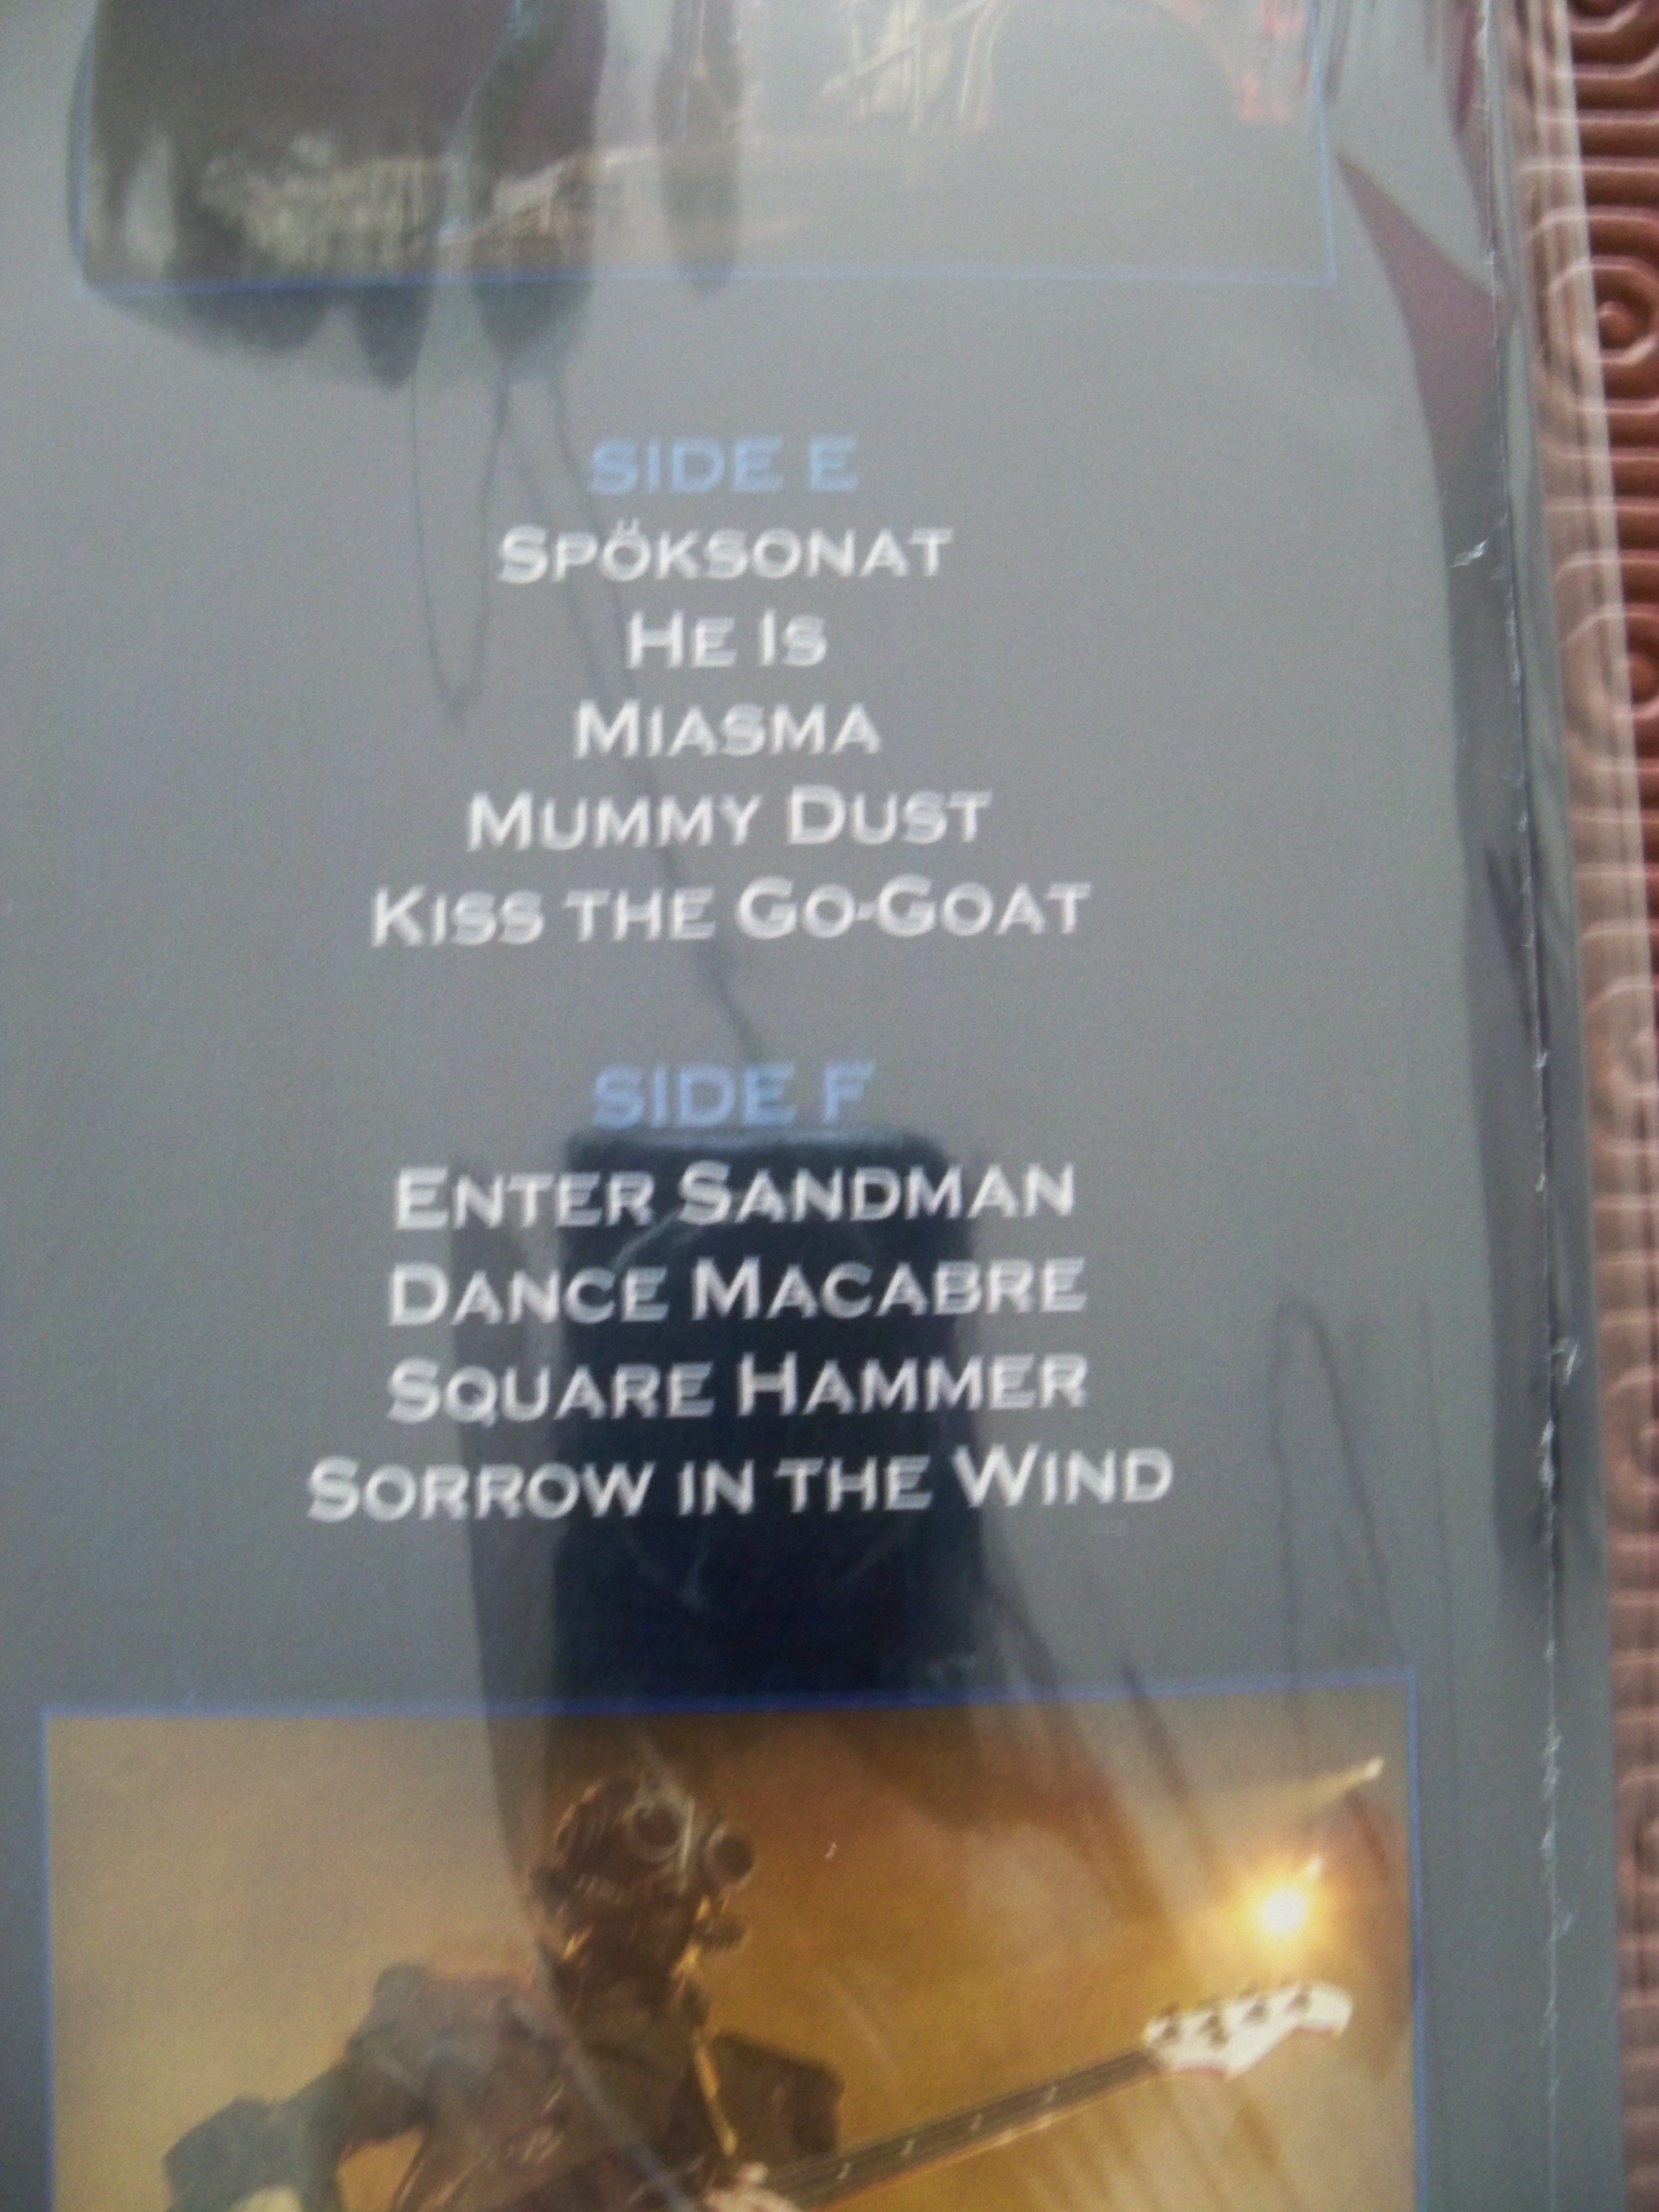 SIDE E
SPÖKSONAT
HE IS
MIASMA
MUMMY DUST
KISS THE GO-GOAT
SIDE F
ENTER SANDMAN
DANCE MACABRE
SQUARE HAMMER
SORROW IN THE WIND